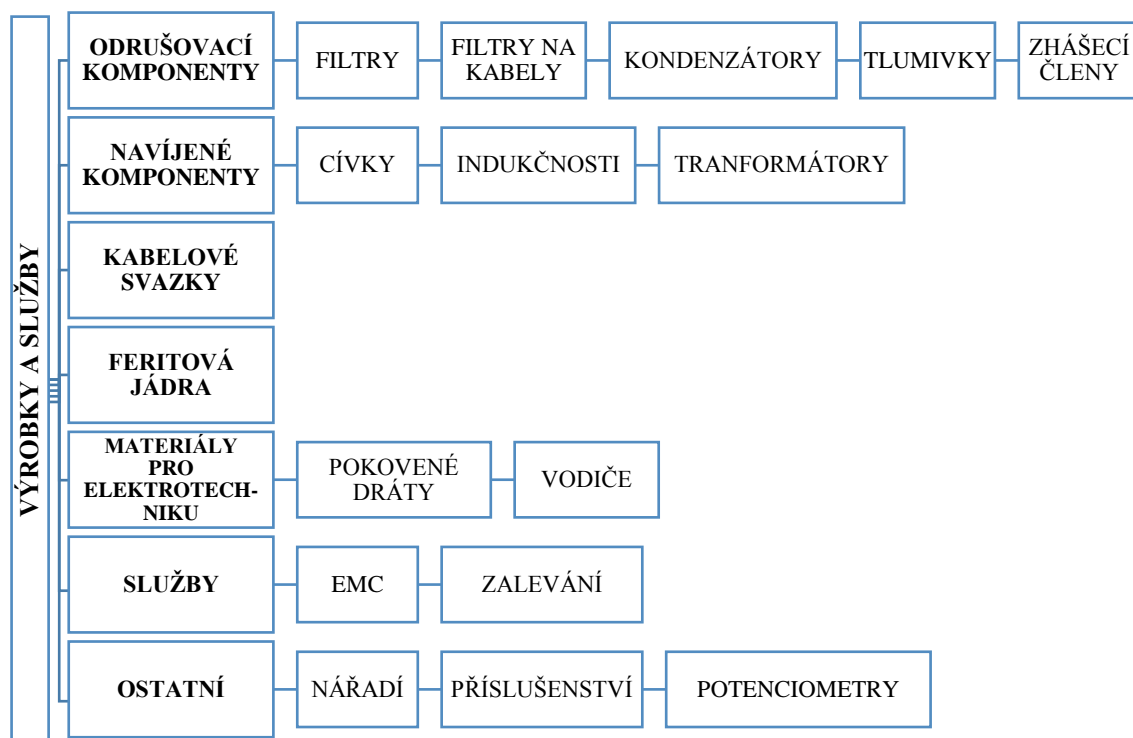 VÝROBKY A SLUŽBY
ODRUŠOVACÍ
KOMPONENTY
FILTRY
FILTRY NA
KABELY
KONDENZÁTORY
TLUMIVKY
ZHÁŠECÍ
ČLENY
NAVÍJENÉ
KOMPONENTY
CÍVKY
INDUKČNOSTI
TRANFORMÁTORY
KABELOVÉ
SVAZKY
FERITOVÁ
JÁDRA
MATERIÁLY
PRO
ELEKTROTECH-
NIKU
POKOVENÉ
DRÁTY
VODIČE
SLUŽBY
EMC
ZALEVÁNÍ
OSTATNÍ
NÁŘADÍ
PŘÍSLUŠENSTVÍ
POTENCIOMETRY